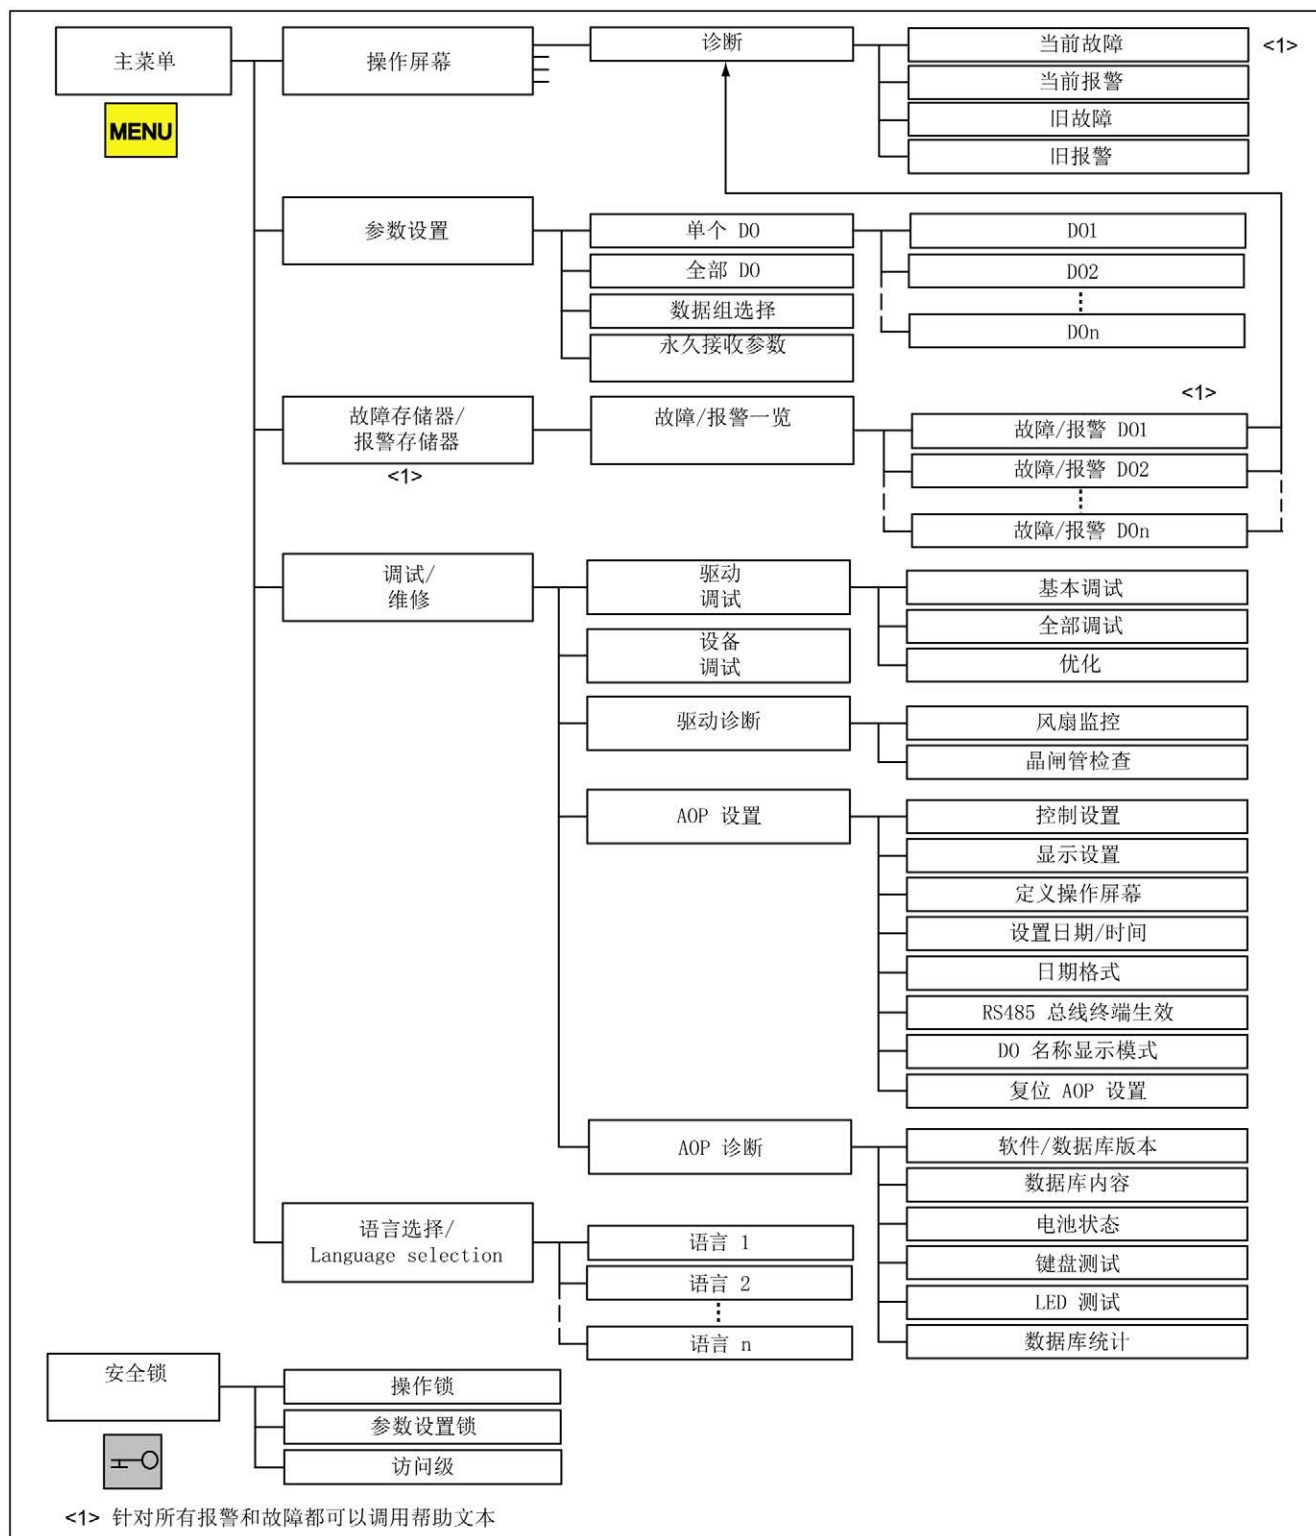 主菜单
MENU
操作屏幕
诊断
当前故障
<1>
当前报警
旧故障
旧报警
参数设置
单个 DO
DO1
全部 DO
DO2
数据组选择
永久接收参数
DOn
故障存储器/
报警存储器
<1>
故障/报警一览
<1>
故障/报警 DO1
故障/报警 DO2
故障/报警 DOn
调试/
维修
驱动
调试
基本调试
全部调试
优化
设备
调试
驱动诊断
风扇监控
晶闸管检查
AOP 设置
控制设置
显示设置
定义操作屏幕
设置日期/时间
日期格式
RS485 总线终端生效
DO 名称显示模式
复位 AOP 设置
AOP 诊断
软件/数据库版本
数据库内容
电池状态
键盘测试
LED 测试
数据库统计
语言选择/
Language selection
语言 1
语言 2
语言 n
安全锁
操作锁
参数设置锁
访问级
<1> 针对所有报警和故障都可以调用帮助文本